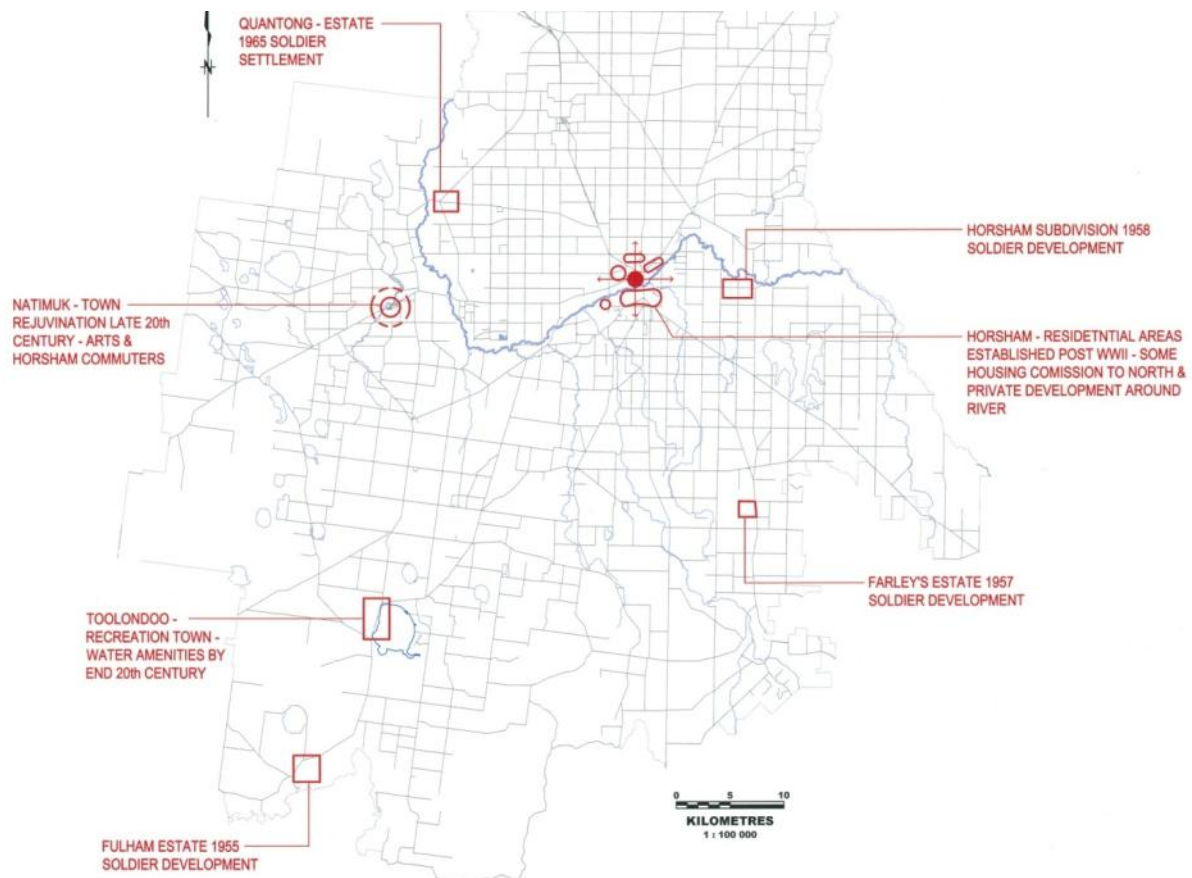 QUANTONG - ESTATE
1965 SOLDIER
SETTLEMENT
N
HORSHAM SUBDIVISION 1958
SOLDIER DEVELOPMENT
NATIMUK - TOWN
REJUVINATION LATE 20th
CENTURY - ARTS &
HORSHAM COMMUTERS
HORSHAM - RESIDETNTIAL AREAS
ESTABLISHED POST WWII - SOME
HOUSING COMISSION TO NORTH &
PRIVATE DEVELOPMENT AROUND
RIVER
FARLEY'S ESTATE 1957
SOLDIER DEVELOPMENT
TOOLONDOO -
RECREATION TOWN -
WATER AMENITIES BY
END 20th CENTURY
0 5 10
KILOMETRES
1 : 100 000
FULHAM ESTATE 1955
SOLDIER DEVELOPMENT